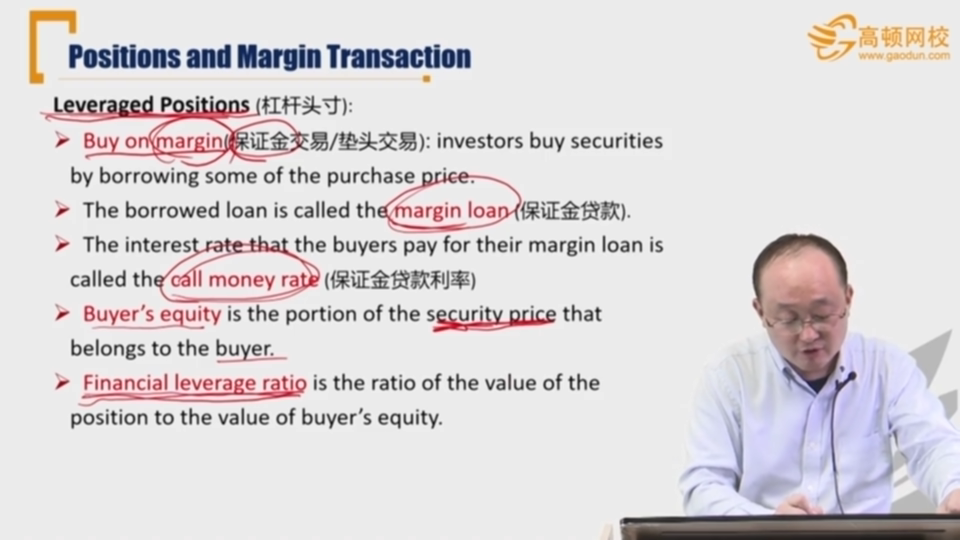 Positions and Margin Transaction
高顿网校
www.gaodun.com
Leveraged Positions (杠杆头寸):
Buy on margin(保证金交易/垫头交易): investors buy securities
by borrowing some of the purchase price.
The borrowed loan is called the margin loan (保证金贷款).
The interest rate that the buyers pay for their margin loan is
called the call money rate (保证金贷款利率)
Buyer's equity is the portion of the security price that
belongs to the buyer.
Financial leverage ratio is the ratio of the value of the
position to the value of buyer's equity.